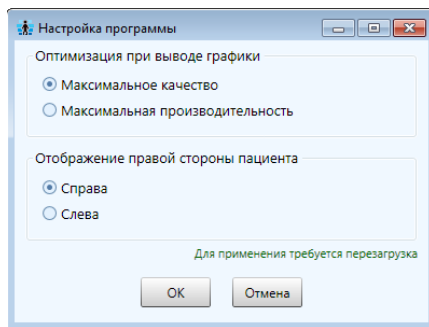 Настройка программы
Оптимизация при выводе графики
Максимальное качество
Максимальная производительность
Отображение правой стороны пациента
Справа
Слева
Для применения требуется перезагрузка
ОК
Отмена